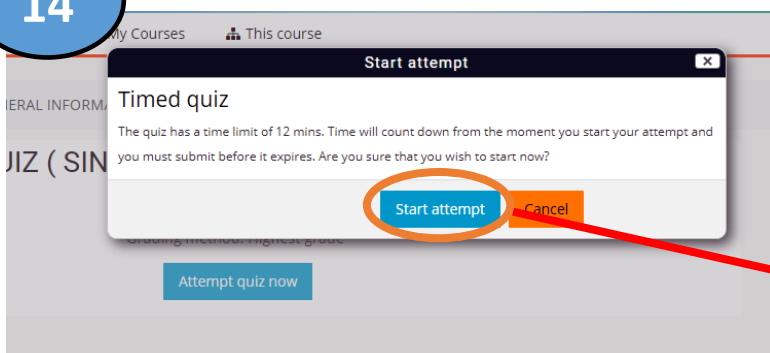 14
My Courses This course
Start attempt
Timed quiz
The quiz has a time limit of 12 mins. Time will count down from the moment you start your attempt and
you must submit before it expires. Are you sure that you wish to start now?
Start attempt Cancel
NERAL INFORMA
UIZ ( SIN
Grading method: Highest grade
Attempt quiz now